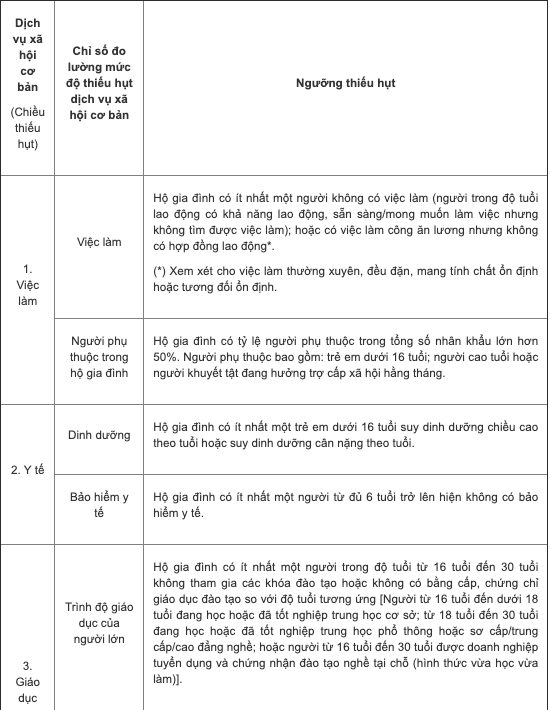 Dịch
vụ xã
hội
cơ
bản
(Chiều
thiếu
hụt)
Chỉ số đo
lường mức
độ thiếu hụt
dịch vụ xã
hội cơ bản
Ngưỡng thiếu hụt
1.
Việc
làm
Việc làm
Hộ gia đình có ít nhất một người không có việc làm (người trong độ tuổi
lao động có khả năng lao động, sẵn sàng/mong muốn làm việc nhưng
không tìm được việc làm); hoặc có việc làm công ăn lương nhưng không
có hợp đồng lao động*.
(*) Xem xét cho việc làm thường xuyên, đều đặn, mang tính chất ổn định
hoặc tương đối ổn định.
Người phụ
thuộc trong
hộ gia đình
Hộ gia đình có tỷ lệ người phụ thuộc trong tổng số nhân khẩu lớn hơn
50%. Người phụ thuộc bao gồm: trẻ em dưới 16 tuổi; người cao tuổi hoặc
người khuyết tật đang hưởng trợ cấp xã hội hằng tháng.
2. Y tế
Dinh dưỡng
Hộ gia đình có ít nhất một trẻ em dưới 16 tuổi suy dinh dưỡng chiều cao
theo tuổi hoặc suy dinh dưỡng cân nặng theo tuổi.
Bảo hiểm y
tế
Hộ gia đình có ít nhất một người từ đủ 6 tuổi trở lên hiện không có bảo
hiểm y tế.
3.
Giáo
dục
Trình độ giáo
dục của
người lớn
Hộ gia đình có ít nhất một người trong độ tuổi từ 16 tuổi đến 30 tuổi
không tham gia các khóa đào tạo hoặc không có bằng cấp, chứng chỉ
giáo dục đào tạo so với độ tuổi tương ứng [Người từ 16 tuổi đến dưới 18
tuổi đang học hoặc đã tốt nghiệp trung học cơ sở; từ 18 tuổi đến 30 tuổi
đang học hoặc đã tốt nghiệp trung học phổ thông hoặc sơ cấp/trung
cấp/cao đẳng nghề; hoặc người từ 16 tuổi đến 30 tuổi được doanh nghiệp
tuyển dụng và chứng nhận đào tạo nghề tại chỗ (hình thức vừa học vừa
làm)].